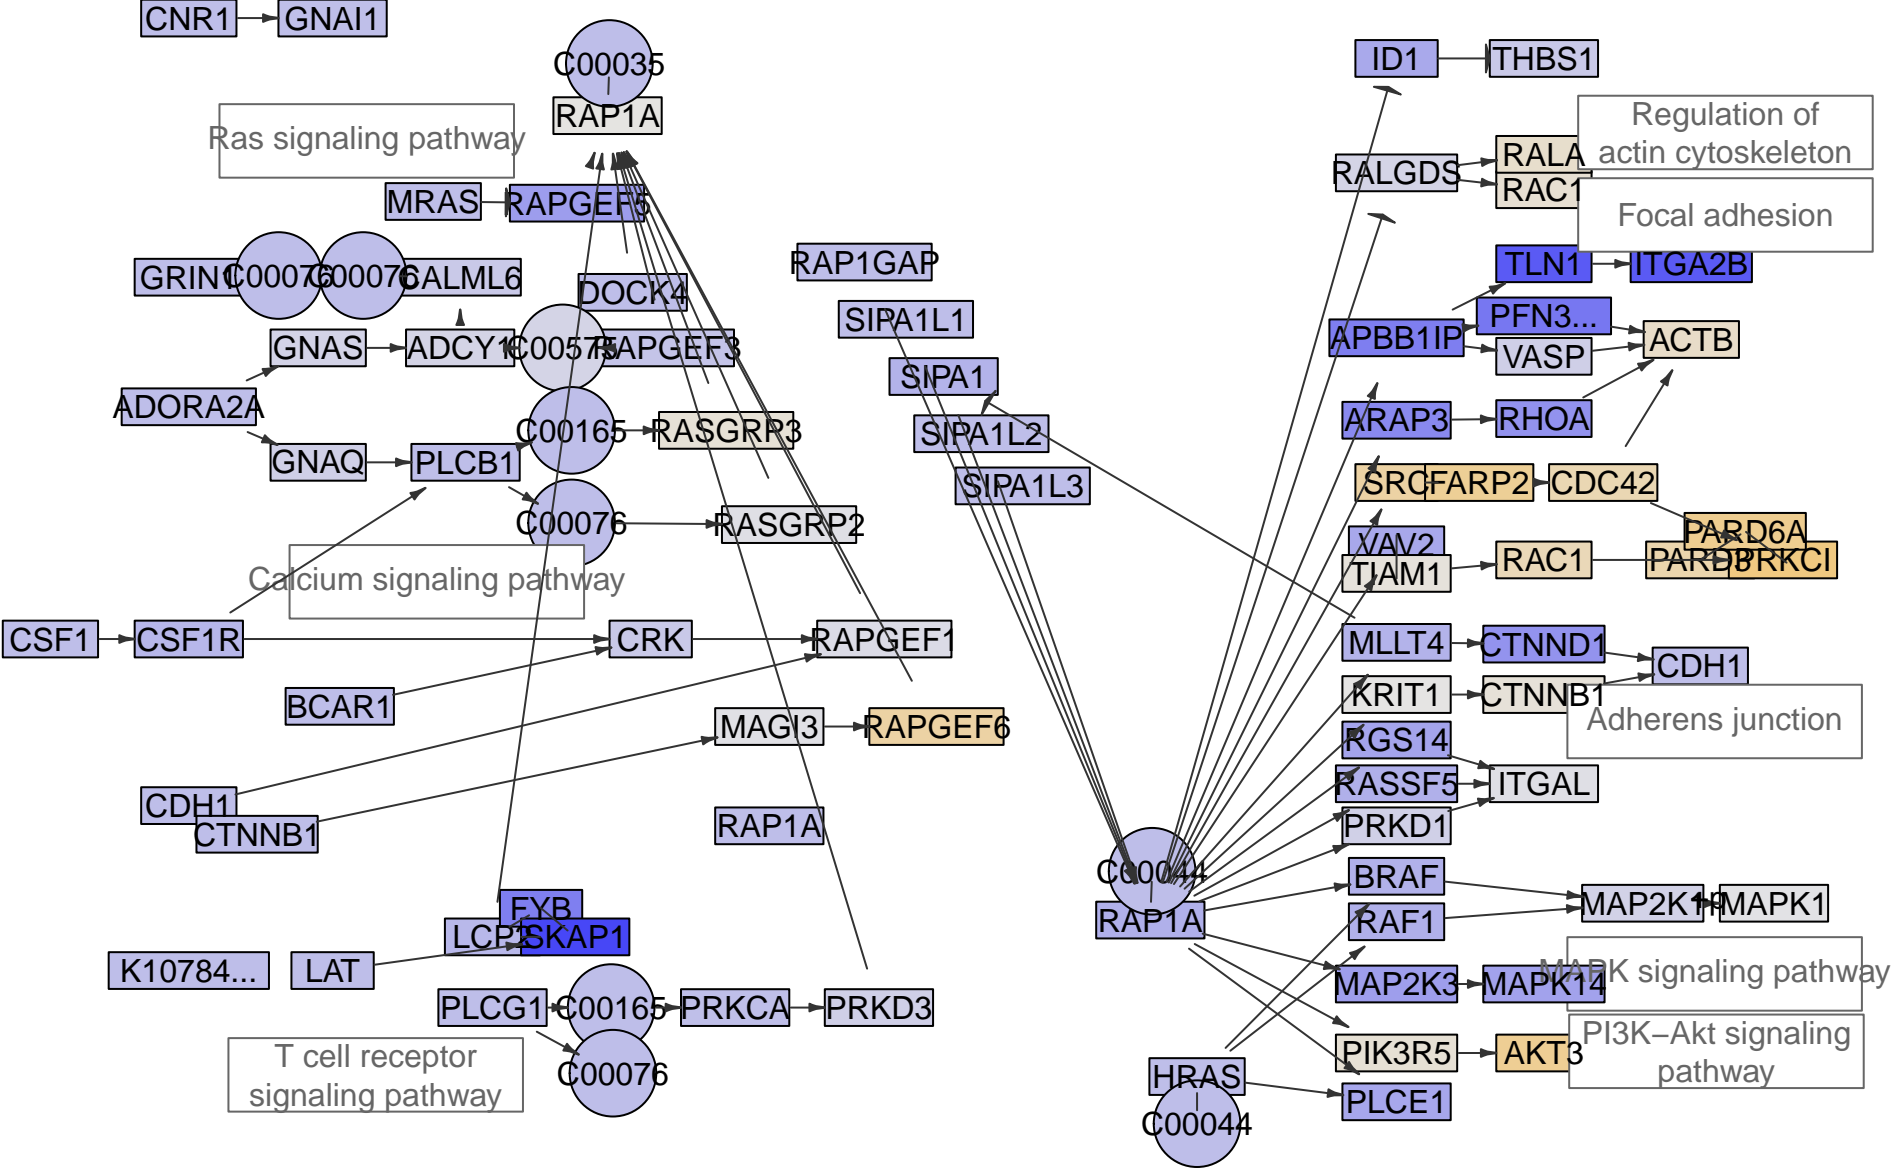 CNR1
GNAI1
C00035
RAP1A
Ras signaling pathway
MRAS
RAPGEF5
GRIN1
C00076
C00076
CALML6
DOCK4
GNAS
ADCY1
C00575
RAPGEF3
ADORA2A
GNAQ
PLCB1
C00165
RASGRP3
C00076
RASGRP2
Calcium signaling pathway
CSF1
CSF1R
CRK
RAPGEF1
BCAR1
MAGI3
RAPGEF6
CDH1
CTNNB1
RAP1A
FYB
LCP2
SKAP1
K10784...
LAT
PLCG1
C00165
PRKCA
PRKD3
C00076
T cell receptor
signaling pathway
RAP1GAP
SIPA1L1
SIPA1
SIPA1L2
SIPA1L3
C00044
RAP1A
HRAS
C00044
ID1
THBS1
Regulation of
actin cytoskeleton
RALGDS
RALA
RAC1
Focal adhesion
TLN1
ITGA2B
APBB1IP
PFN3...
VASP
ACTB
ARAP3
RHOA
SRC
FARP2
CDC42
VAV2
TIAM1
RAC1
PARD6A
PARD3
PRKCI
MLLT4
CTNND1
CDH1
KRIT1
CTNNB1
Adherens junction
RGS14
RASSF5
ITGAL
PRKD1
BRAF
RAF1
MAP2K1
+p
MAPK1
MAP2K3
MAPK14
MAPK signaling pathway
PIK3R5
AKT3
PI3K−Akt signaling
pathway
PLCE1